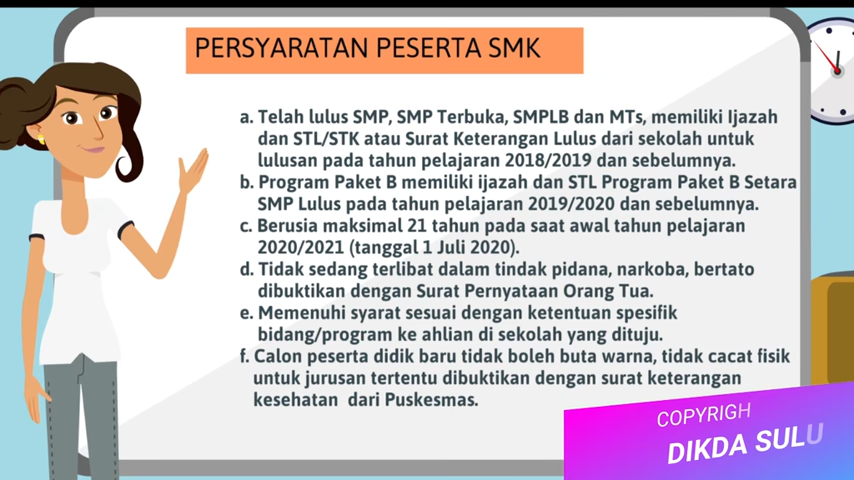 PERSYARATAN PESERTA SMK
a. Telah lulus SMP, SMP Terbuka, SMPLB dan MTs, memiliki Ijazah
dan STL/STK atau Surat Keterangan Lulus dari sekolah untuk
lulusan pada tahun pelajaran 2018/2019 dan sebelumnya.
b. Program Paket B memiliki ijazah dan STL Program Paket B Setara
SMP Lulus pada tahun pelajaran 2019/2020 dan sebelumnya.
c. Berusia maksimal 21 tahun pada saat awal tahun pelajaran
2020/2021 (tanggal 1 Juli 2020).
d. Tidak sedang terlibat dalam tindak pidana, narkoba, bertato
dibuktikan dengan Surat Pernyataan Orang Tua.
e. Memenuhi syarat sesuai dengan ketentuan spesifik
bidang/program ke ahlian di sekolah yang dituju.
f. Calon peserta didik baru tidak boleh buta warna, tidak cacat fisik
untuk jurusan tertentu dibuktikan dengan surat keterangan
kesehatan dari Puskesmas.
COPYRIGH
DIKDA SULU